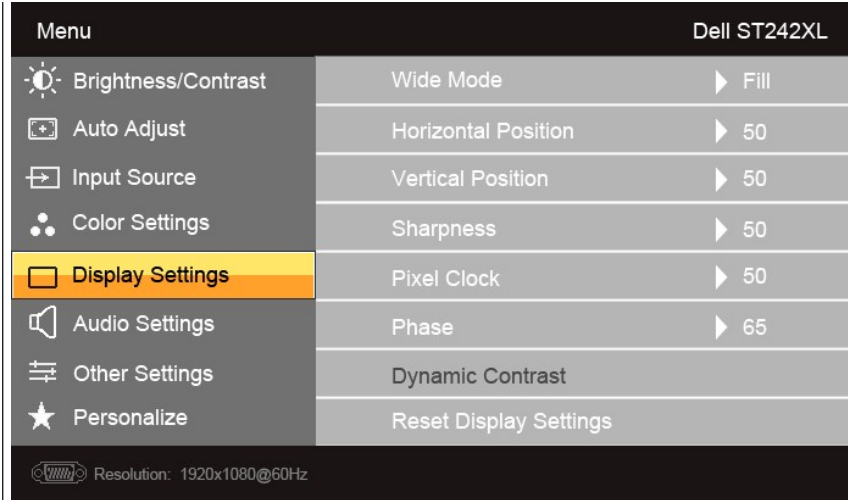 Menu Dell ST242XL
Brightness/Contrast Wide Mode Fill
Auto Adjust Horizontal Position 50
Input Source Vertical Position 50
Color Settings Sharpness 50
Display Settings Pixel Clock 50
Audio Settings Phase 65
Other Settings Dynamic Contrast
Personalize Reset Display Settings
Resolution: 1920x1080@60Hz